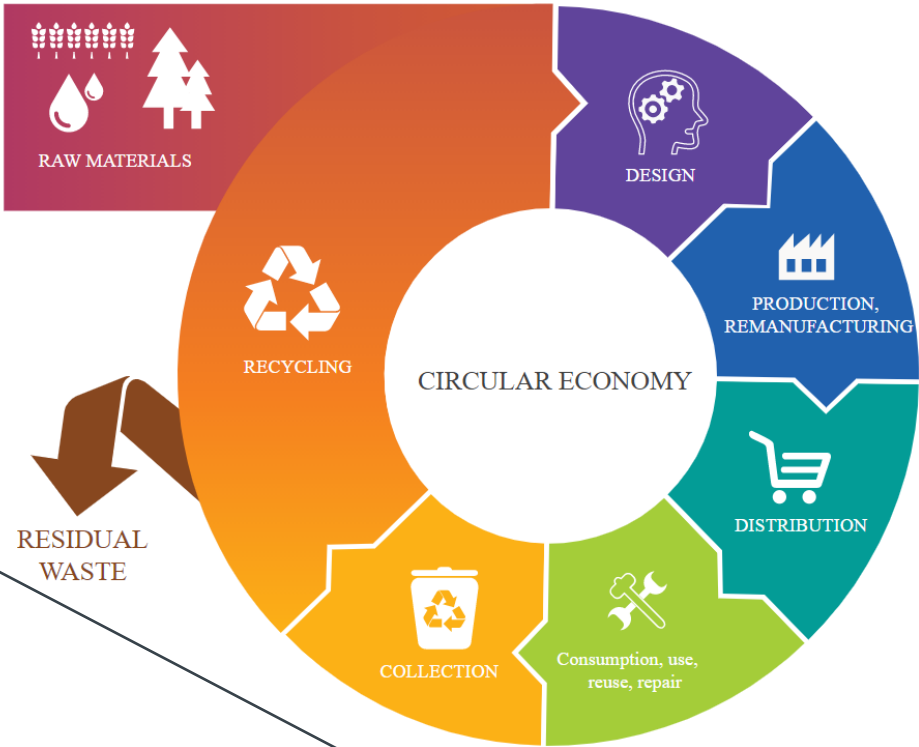 RAW MATERIALS
DESIGN
PRODUCTION,
REMANUFACTURING
RECYCLING
CIRCULAR ECONOMY
DISTRIBUTION
RESIDUAL
WASTE
Consumption, use,
reuse, repair
COLLECTION